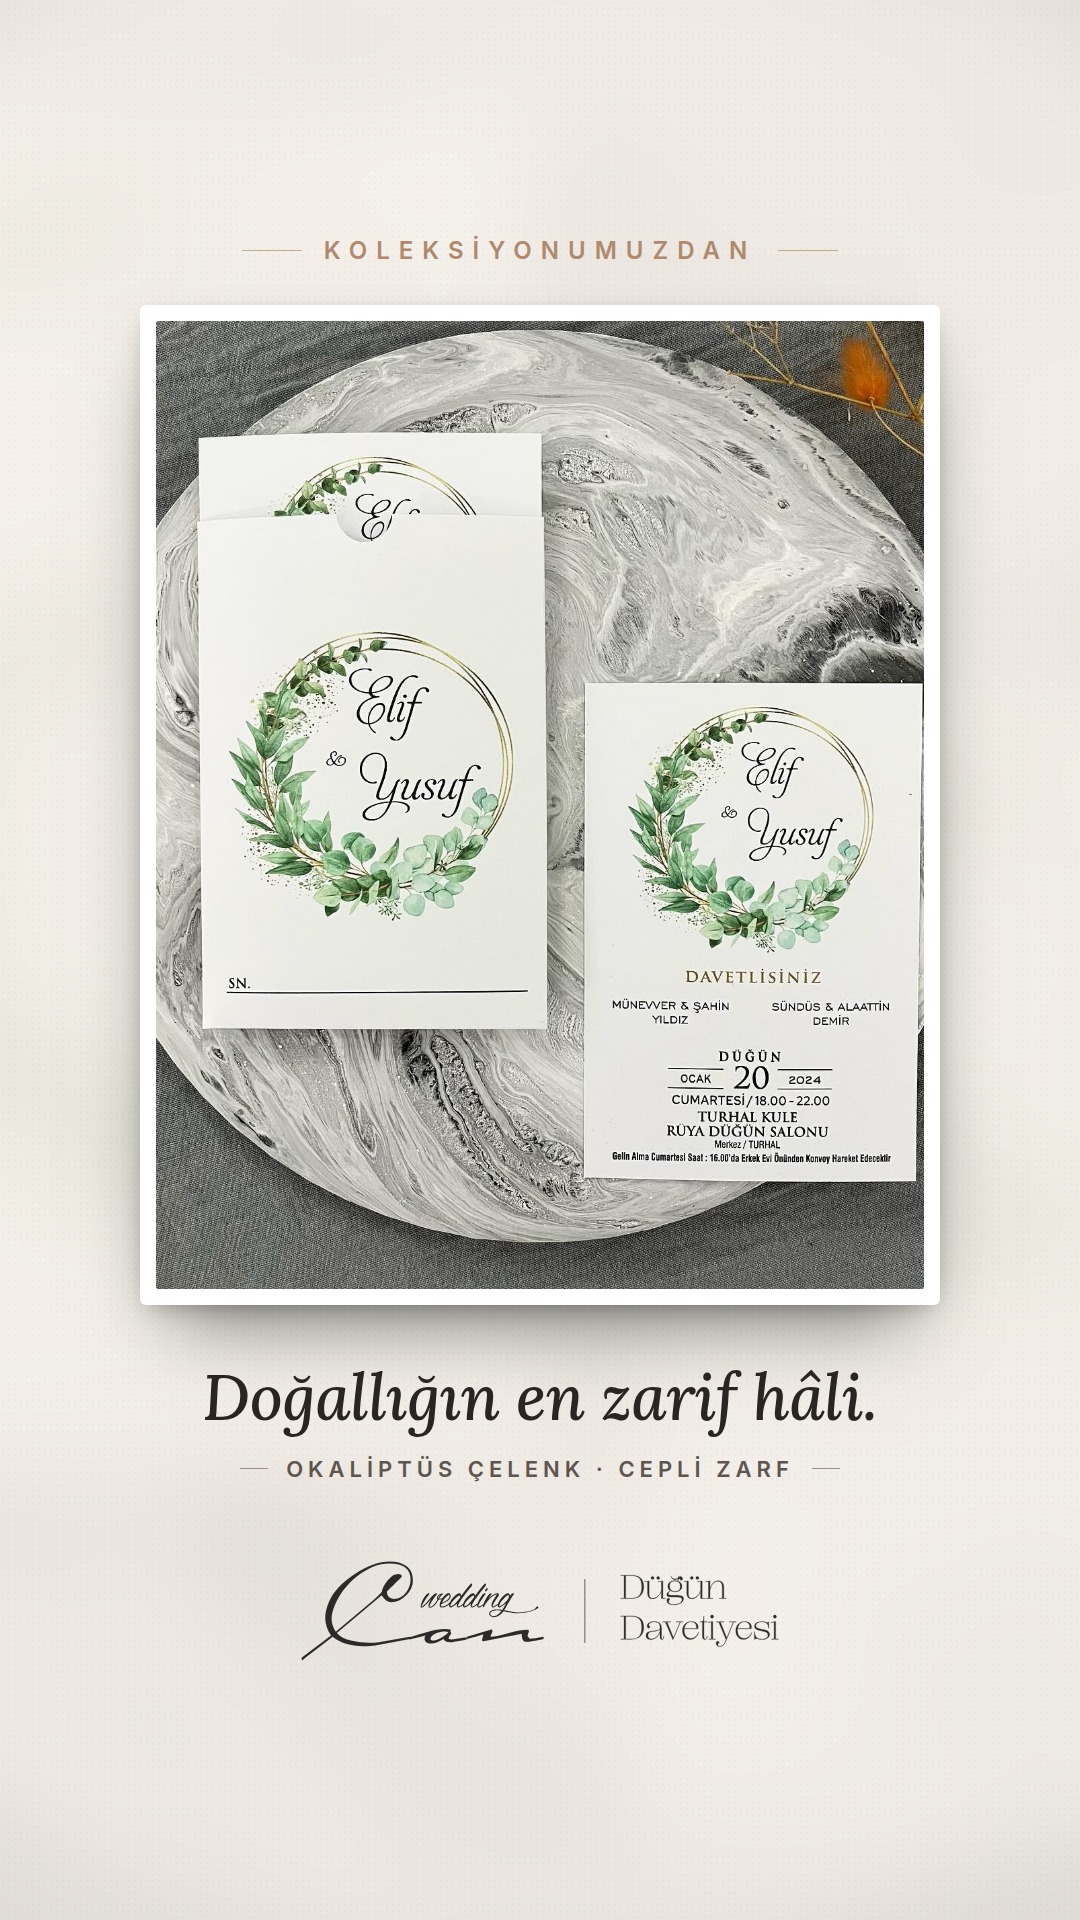 KOLEKSİYONUMUZDAN
Elif
Elif
& Yusuf
SN.
Elif
& Yusuf
DAVETLİSİNİZ
MÜNEVVER & ŞAHİN
YILDIZ
SÜNDÜS & ALAATTİN
DEMİR
DÜĞÜN
OCAK 20 2024
CUMARTESİ / 18.00 - 22.00
TURHAL KULE
RÜYA DÜĞÜN SALONU
Merkez / TURHAL
Gelin Alma Cumartesi Saat : 16.00'da Erkek Evi Önünden Konvoy Hareket Edecektir
Doğallığın en zarif hâli.
OKALİPTÜS ÇELENK · CEPLİ ZARF
wedding
Can
Düğün
Davetiyesi